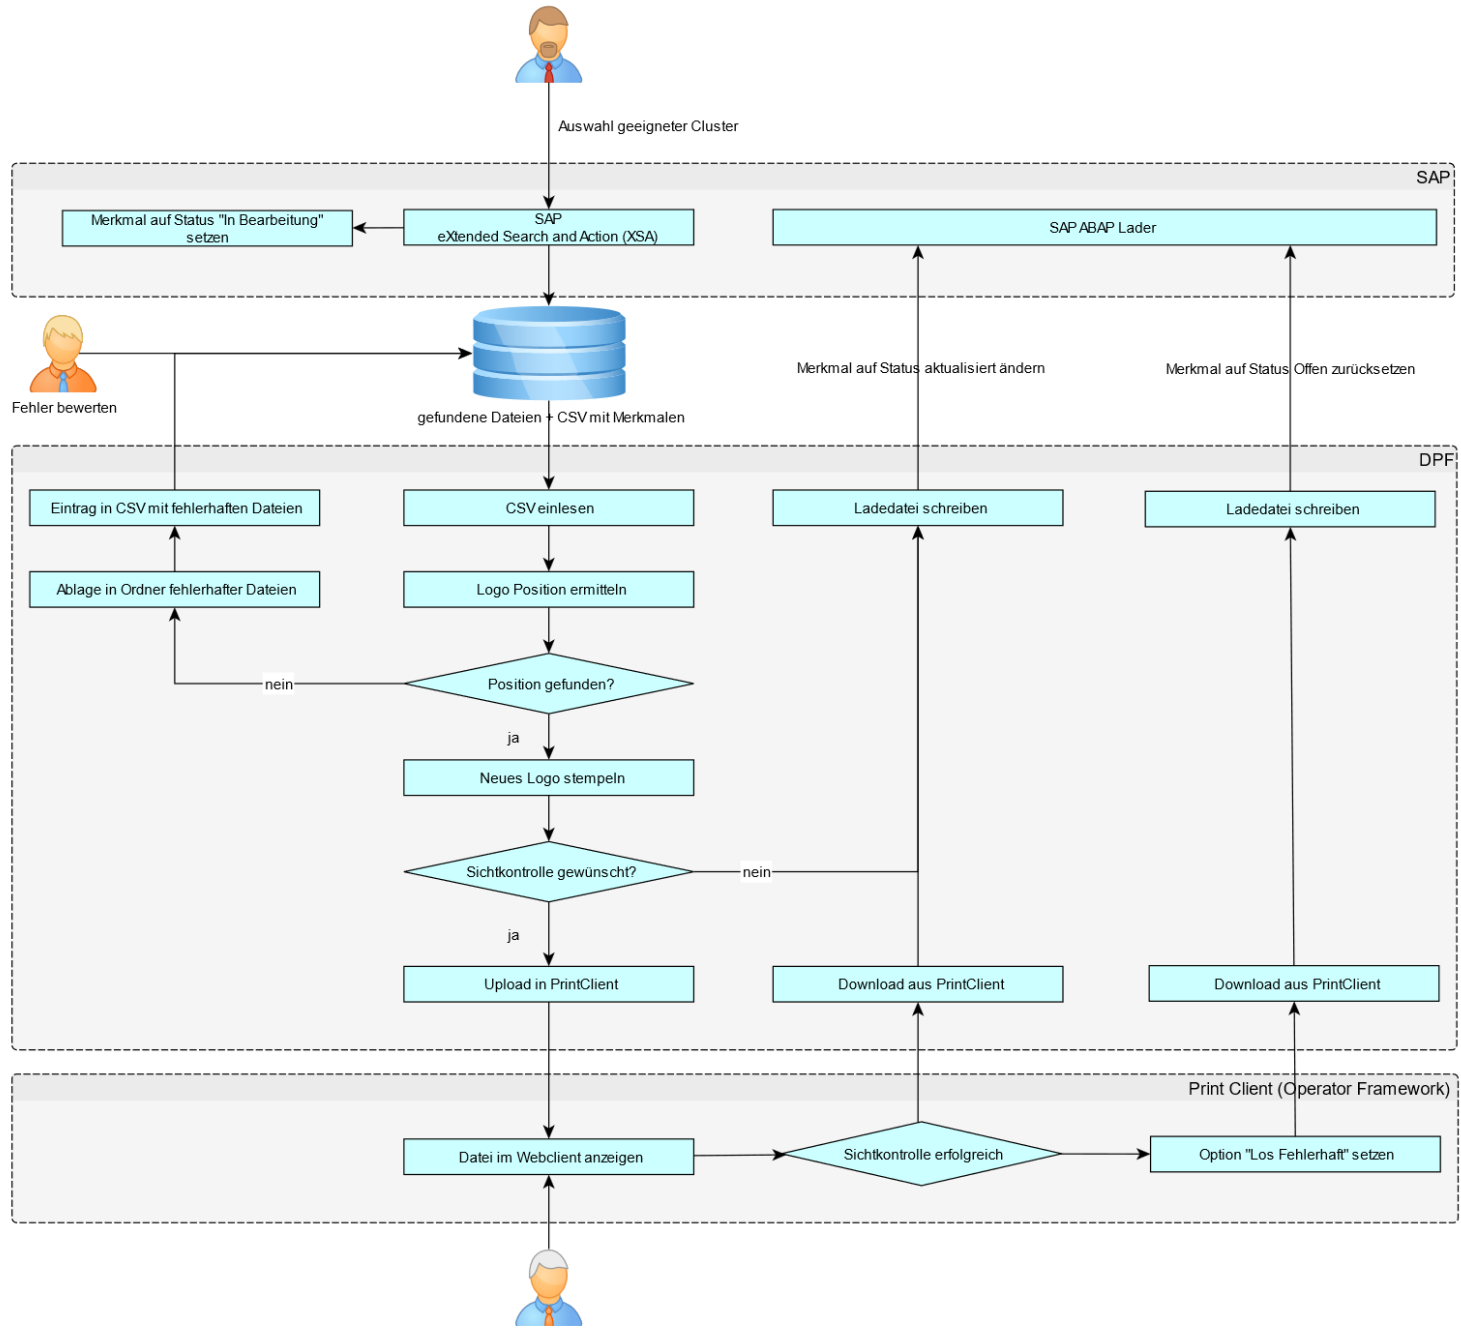 Auswahl geeigneter Cluster
SAP
Merkmal auf Status "In Bearbeitung"
setzen
SAP
eXtended Search and Action (XSA)
SAP ABAP Lader
Fehler bewerten
gefundene Dateien + CSV mit Merkmalen
Merkmal auf Status aktualisiert ändern
Merkmal auf Status Offen zurücksetzen
DPF
Eintrag in CSV mit fehlerhaften Dateien
CSV einlesen
Ladedatei schreiben
Ladedatei schreiben
Ablage in Ordner fehlerhafter Dateien
Logo Position ermitteln
nein
Position gefunden?
ja
Neues Logo stempeln
Sichtkontrolle gewünscht?
nein
ja
Upload in PrintClient
Download aus PrintClient
Download aus PrintClient
Print Client (Operator Framework)
Datei im Webclient anzeigen
Sichtkontrolle erfolgreich
Option "Los Fehlerhaft" setzen